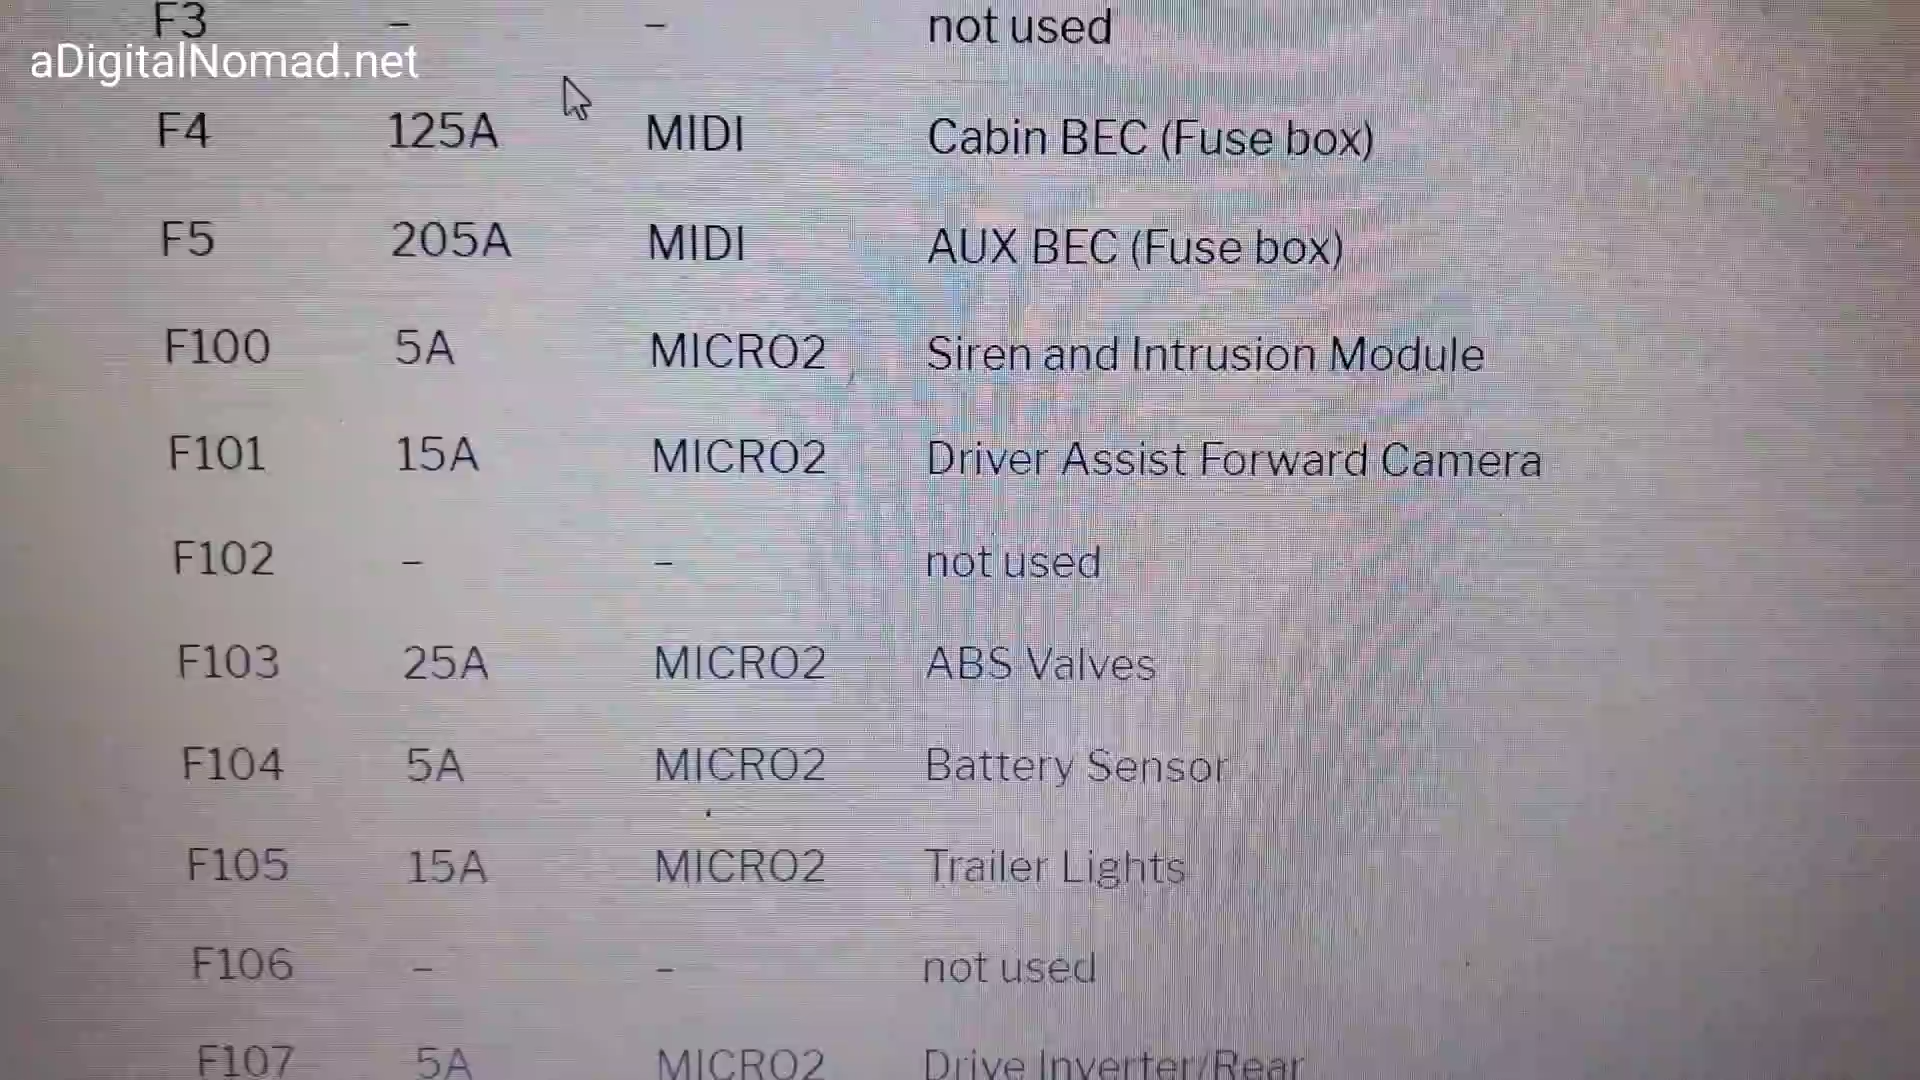 F3 – – not used
aDigitalNomad.net
F4 125A MIDI Cabin BEC (Fuse box)
F5 205A MIDI AUX BEC (Fuse box)
F100 5A MICRO2 Siren and Intrusion Module
F101 15A MICRO2 Driver Assist Forward Camera
F102 – – not used
F103 25A MICRO2 ABS Valves
F104 5A MICRO2 Battery Sensor
F105 15A MICRO2 Trailer Lights
F106 – – not used
F107 5A MICRO2 Drive Inverter/Rear